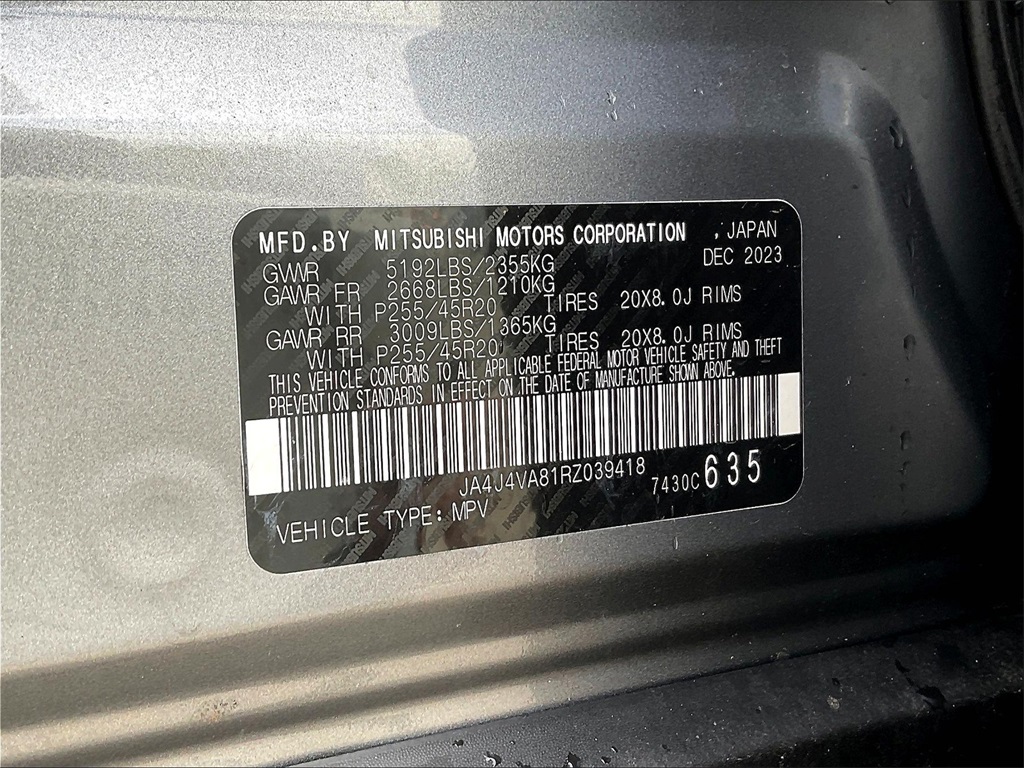 MFD.BY MITSUBISHI MOTORS CORPORATION , JAPAN
DEC 2023
GVWR 5192LBS/2355KG
GAWR FR 2668LBS/1210KG
WITH P255/45R20 TIRES 20X8.0J RIMS
GAWR RR 3009LBS/1365KG
WITH P255/45R20 TIRES 20X8.0J RIMS
THIS VEHICLE CONFORMS TO ALL APPLICABLE FEDERAL MOTOR VEHICLE SAFETY AND THEFT
PREVENTION STANDARDS IN EFFECT ON THE DATE OF MANUFACTURE SHOWN ABOVE.
JA4J4VA81RZ039418 7430C 635
VEHICLE TYPE: MPV